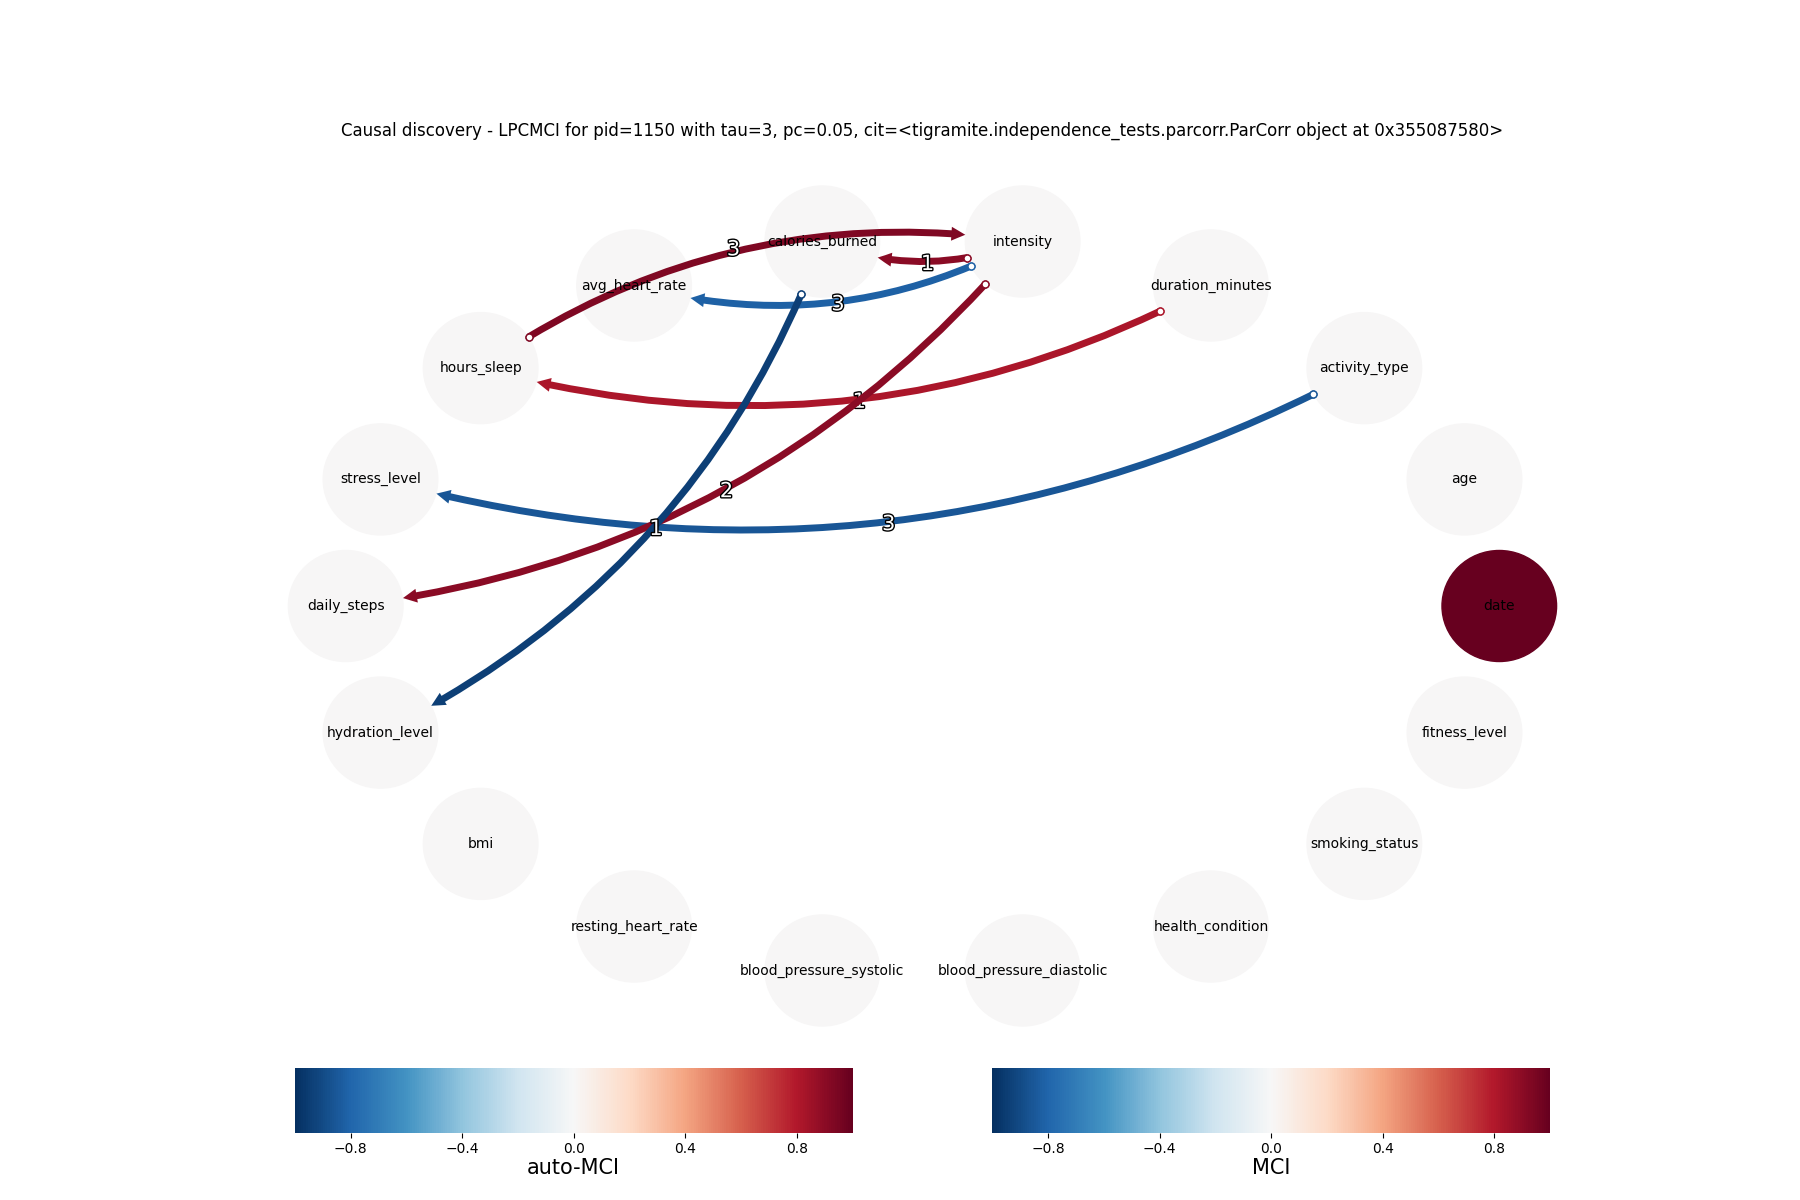 Causal discovery - LPCMCI for pid=1150 with tau=3, pc=0.05, cit=<tigramite.independence_tests.parcorr.ParCorr object at 0x355087580>
calories_burned
intensity
3
1
avg_heart_rate
duration_minutes
3
hours_sleep
activity_type
1
stress_level
age
2
3
1
daily_steps
date
hydration_level
fitness_level
bmi
smoking_status
resting_heart_rate
health_condition
blood_pressure_systolic
blood_pressure_diastolic
−0.8 −0.4 0.0 0.4 0.8
auto-MCI
−0.8 −0.4 0.0 0.4 0.8
MCI